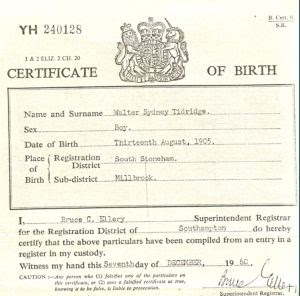 B. Cert. S.
S.R.
YH 240128
1 & 2 ELIZ. 2 CH. 20
CERTIFICATE OF BIRTH
Name and Surname Walter Sydney Tidridge.
Sex Boy.
Date of Birth Thirteenth August, 1905.
Place of Birth
Registration District South Stoneham.
Sub-district Millbrook.
I, Bruce C. Ellery Superintendent Registrar
for the Registration District of Southampton do hereby
certify that the above particulars have been compiled from an entry in a
register in my custody.
Witness my hand this Seventh day of DECEMBER, 1960
Bruce Ellery
CAUTION:- Any person who (1) falsifies any of the particulars on
this certificate, or (2) uses a falsified certificate as true,
knowing it to be false, is liable to prosecution.
Superintendent Registrar.